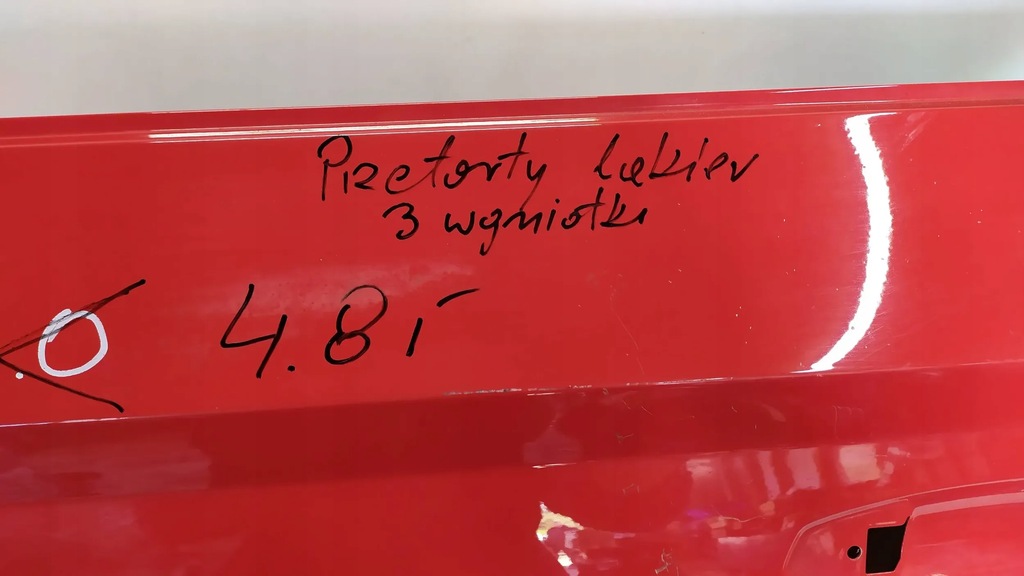 Przetarty Lakier
3 wgniotki
4.8